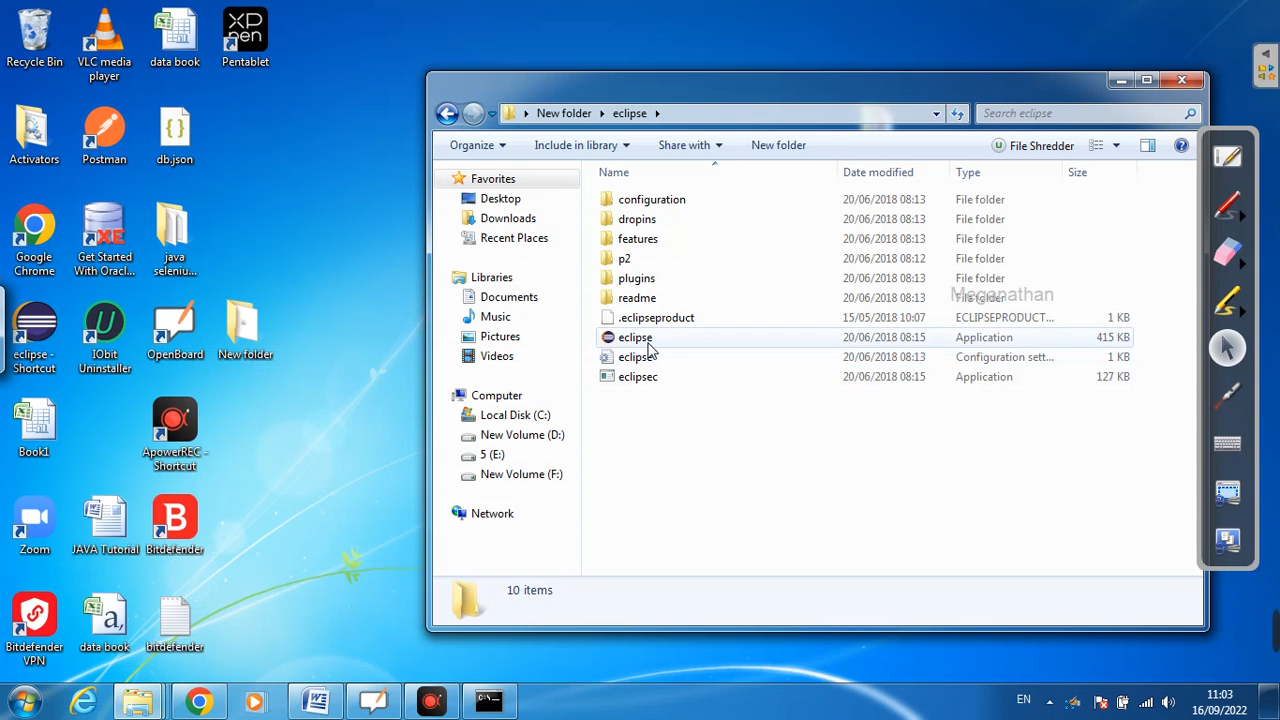 Recycle Bin
VLC media
player
data book
Pentablet
XP
pen
Activators
Postman
db.json
Google
Chrome
Get Started
With Oracl...
java
seleniu...
eclipse -
Shortcut
IObit
Uninstaller
OpenBoard
New folder
Book1
ApowerREC -
Shortcut
Zoom
JAVA Tutorial
Bitdefender
Bitdefender
VPN
data book
bitdefender
New folder
eclipse
Search eclipse
Organize
Include in library
Share with
New folder
File Shredder
Favorites
Desktop
Downloads
Recent Places
Libraries
Documents
Music
Pictures
Videos
Computer
Local Disk (C:)
New Volume (D:)
5 (E:)
New Volume (F:)
Network
Name Date modified Type Size
configuration 20/06/2018 08:13 File folder
dropins 20/06/2018 08:13 File folder
features 20/06/2018 08:13 File folder
p2 20/06/2018 08:12 File folder
plugins 20/06/2018 08:13 File folder
readme 20/06/2018 08:13 File folder
Meganathan
.eclipseproduct 15/05/2018 10:07 ECLIPSEPRODUCT... 1 KB
eclipse 20/06/2018 08:15 Application 415 KB
eclipse 20/06/2018 08:13 Configuration sett... 1 KB
eclipsec 20/06/2018 08:15 Application 127 KB
10 items
EN
11:03
16/09/2022